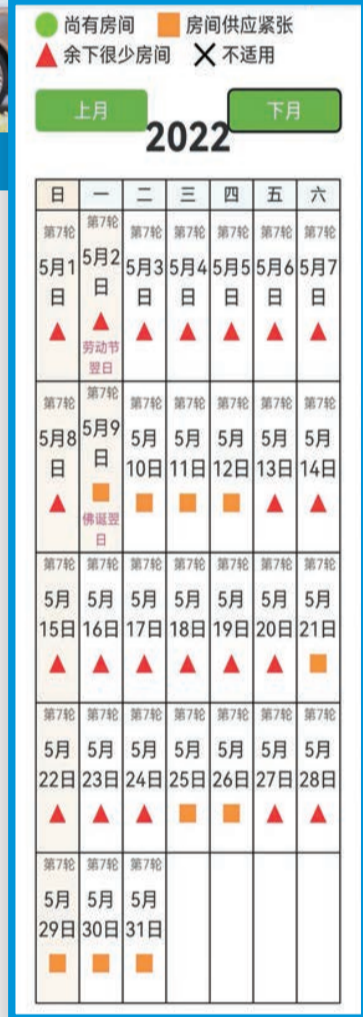 尚有房间 房间供应紧张
余下很少房间 不适用
上月 下月
2022
日 一 二 三 四 五 六
第7轮 第7轮 第7轮 第7轮 第7轮 第7轮 第7轮
5月1日 5月2日 5月3日 5月4日 5月5日 5月6日 5月7日
劳动节翌日
第7轮 第7轮 第7轮 第7轮 第7轮 第7轮 第7轮
5月8日 5月9日 5月10日 5月11日 5月12日 5月13日 5月14日
佛诞翌日
第7轮 第7轮 第7轮 第7轮 第7轮 第7轮 第7轮
5月15日 5月16日 5月17日 5月18日 5月19日 5月20日 5月21日
第7轮 第7轮 第7轮 第7轮 第7轮 第7轮 第7轮
5月22日 5月23日 5月24日 5月25日 5月26日 5月27日 5月28日
第7轮 第7轮 第7轮
5月29日 5月30日 5月31日